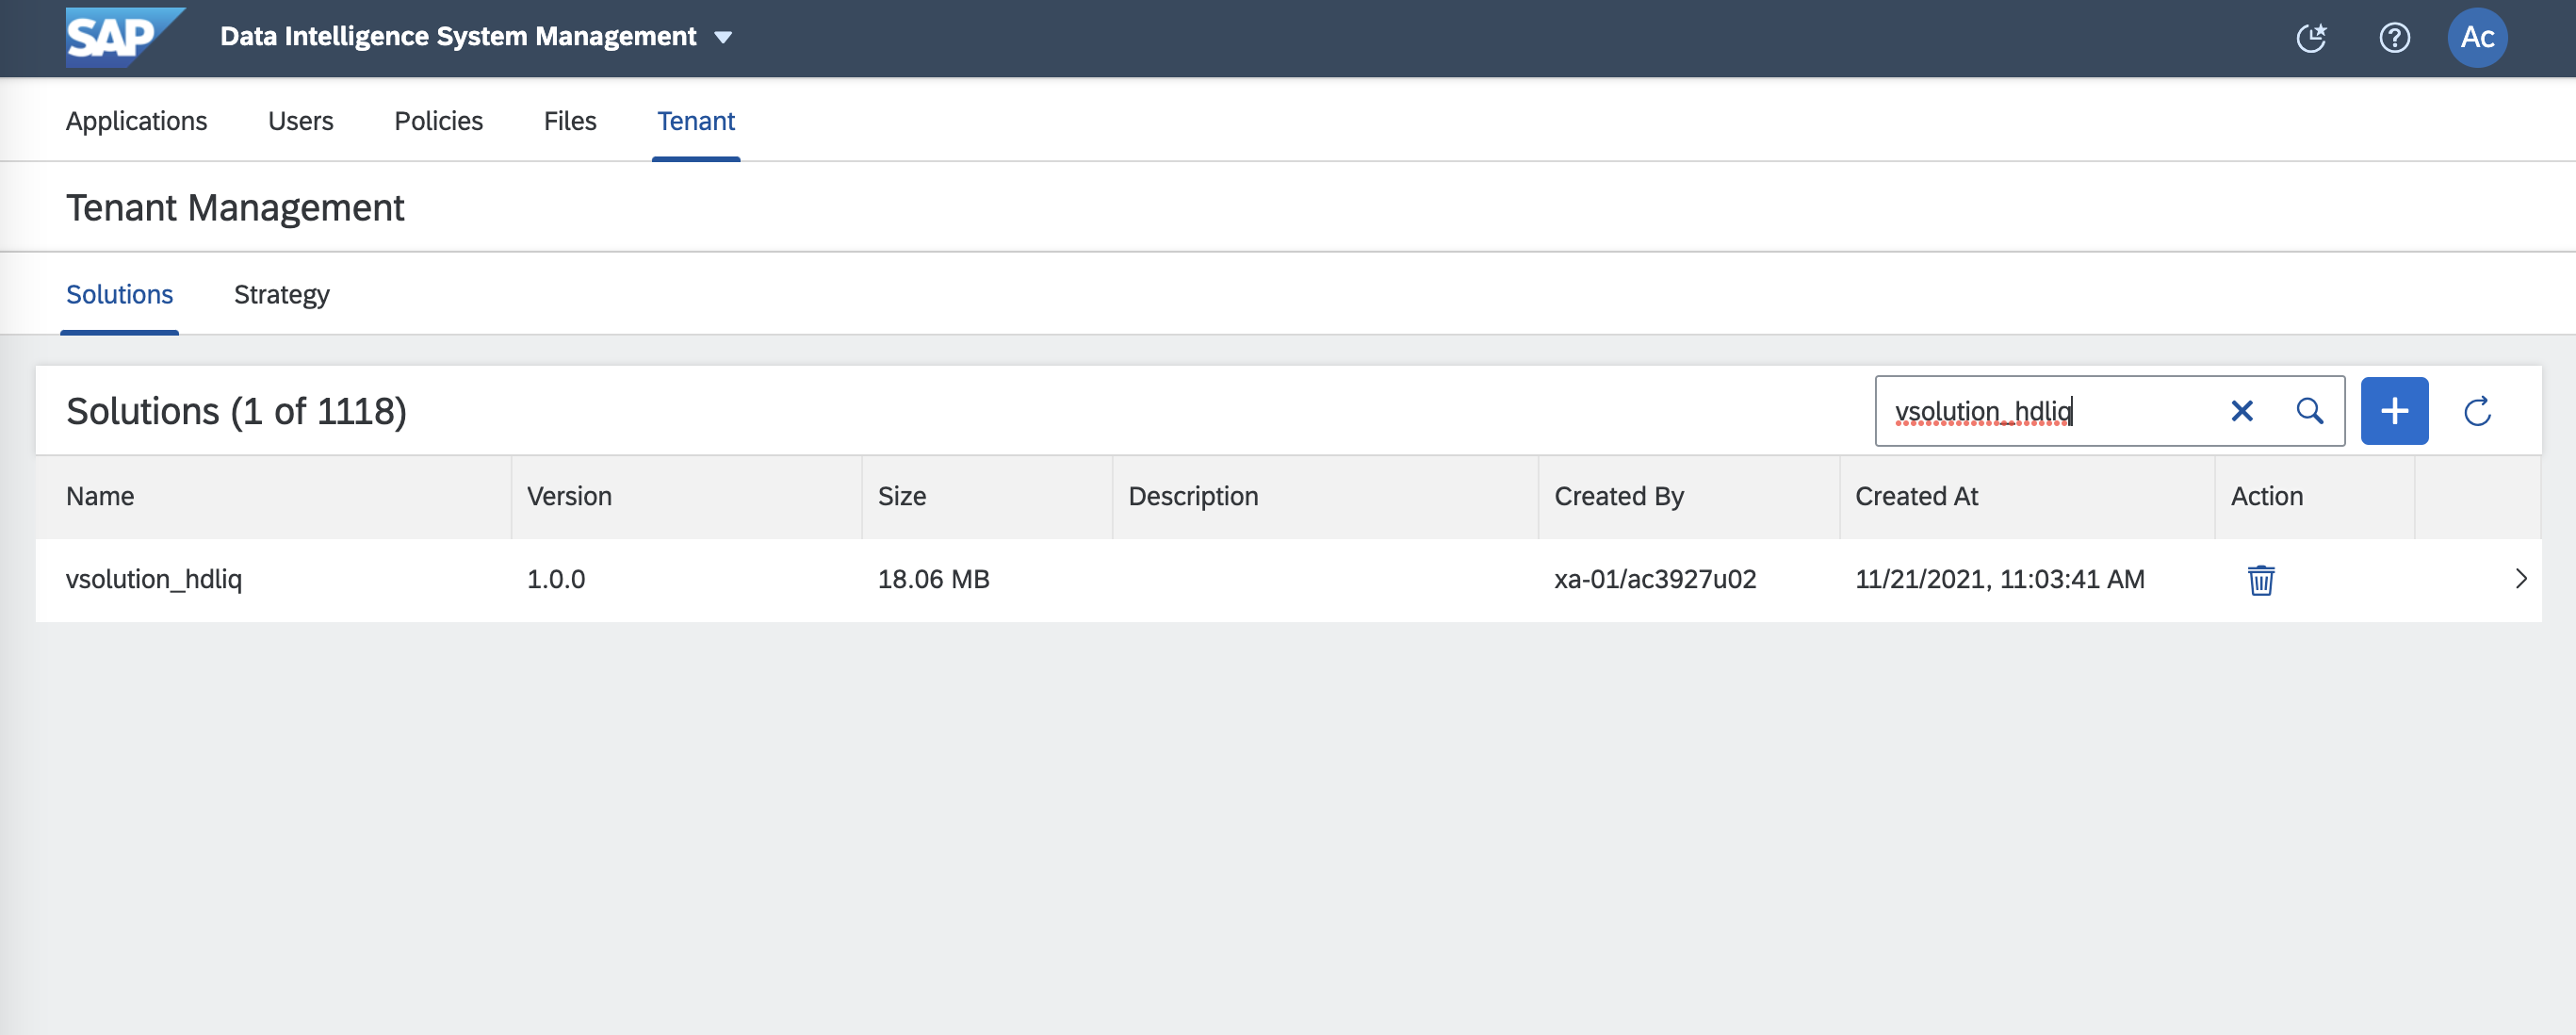 SAP Data Intelligence System Management Ac
Applications Users Policies Files Tenant
Tenant Management
Solutions Strategy
Solutions (1 of 1118) vsolution_hdliq
Name Version Size Description Created By Created At Action
vsolution_hdliq 1.0.0 18.06 MB xa-01/ac3927u02 11/21/2021, 11:03:41 AM